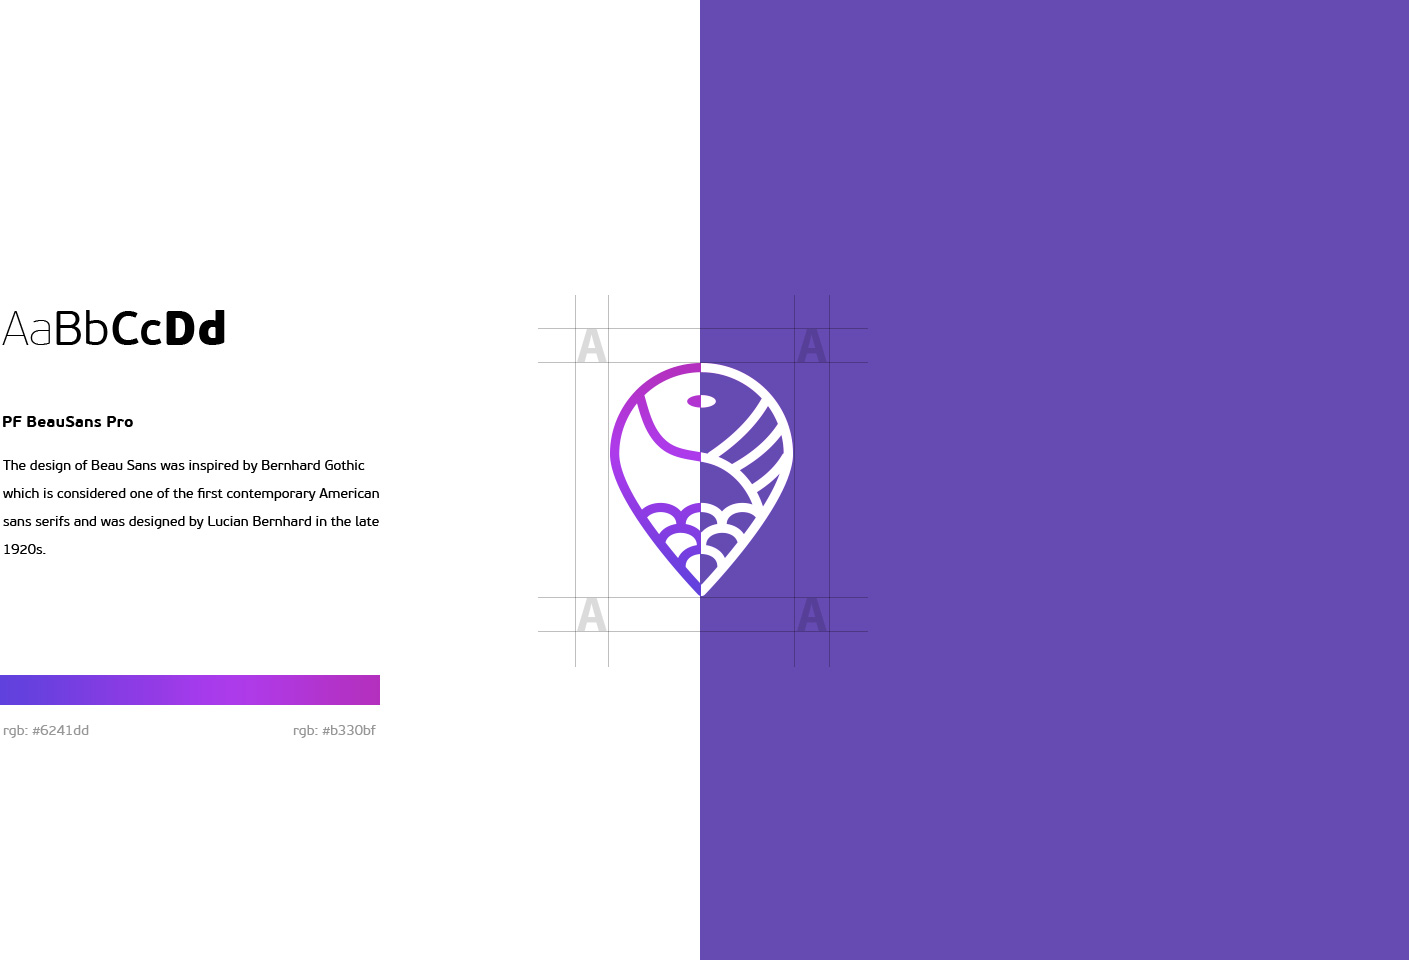 AaBbCcDd
A A
PF BeauSans Pro
The design of Beau Sans was inspired by Bernhard Gothic
which is considered one of the first contemporary American
sans serifs and was designed by Lucian Bernhard in the late
1920s.
A A
rgb: #6241dd rgb: #b330bf